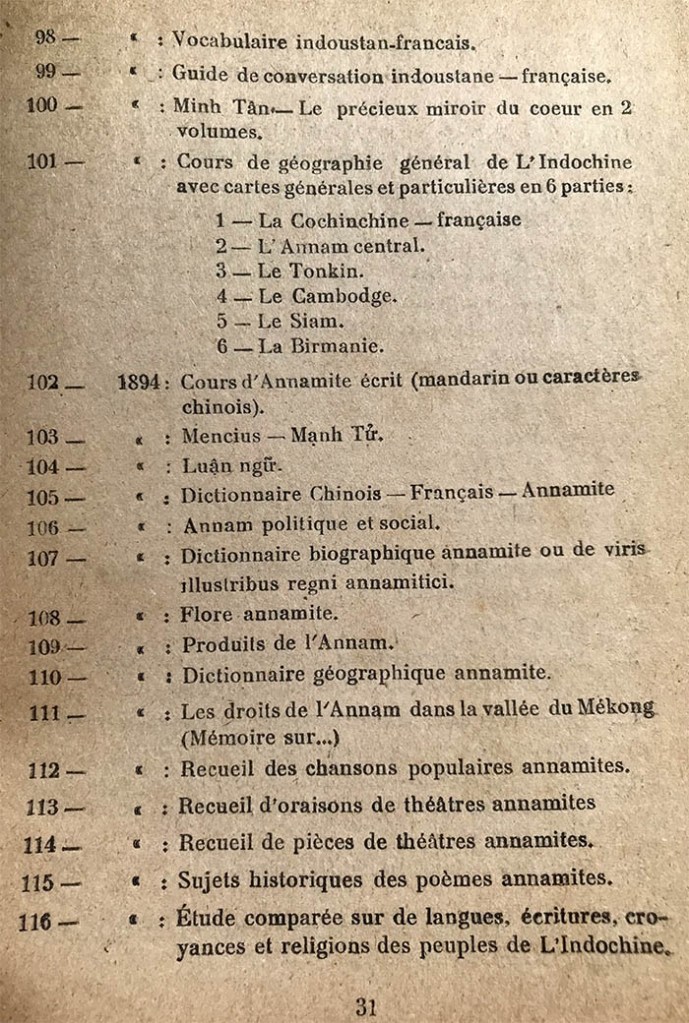 98 — « : Vocabulaire indoustan-francais.
99 — « : Guide de conversation indoustane — française.
100 — « : Minh Tân.— Le précieux miroir du coeur en 2
volumes.
101 — « : Cours de géographie général de L'Indochine
avec cartes générales et particulières en 6 parties :
1 — La Cochinchine — française
2 — L'Annam central.
3 — Le Tonkin.
4 — Le Cambodge.
5 — Le Siam.
6 — La Birmanie.
102 — 1894 : Cours d'Annamite écrit (mandarin ou caractères
chinois).
103 — « : Mencius — Mạnh Tử.
104 — « : Luận ngữ.
105 — « : Dictionnaire Chinois — Français — Annamite
106 — « : Annam politique et social.
107 — « : Dictionnaire biographique annamite ou de viris
illustribus regni annamitici.
108 — « : Flore annamite.
109 — « : Produits de l'Annam.
110 — « : Dictionnaire géographique annamite.
111 — « : Les droits de l'Annam dans la vallée du Mékong
(Mémoire sur...)
112 — « : Recueil des chansons populaires annamites.
113 — « : Recueil d'oraisons de théâtres annamites
114 — « : Recueil de pièces de théâtres annamites.
115 — « : Sujets historiques des poèmes annamites.
116 — « : Étude comparée sur de langues, écritures, cro-
yances et religions des peuples de L'Indochine.
31